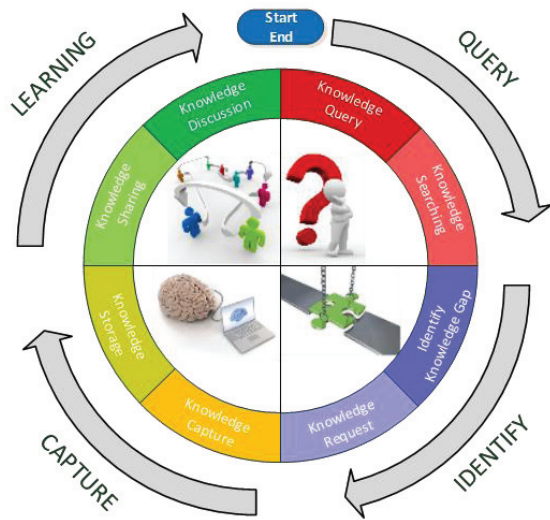 Start
End
QUERY
Knowledge
Query
Knowledge
Searching
Identify
Knowledge Gap
IDENTIFY
Knowledge
Request
Knowledge
Capture
CAPTURE
Knowledge
Storage
Knowledge
Sharing
LEARNING
Knowledge
Discussion